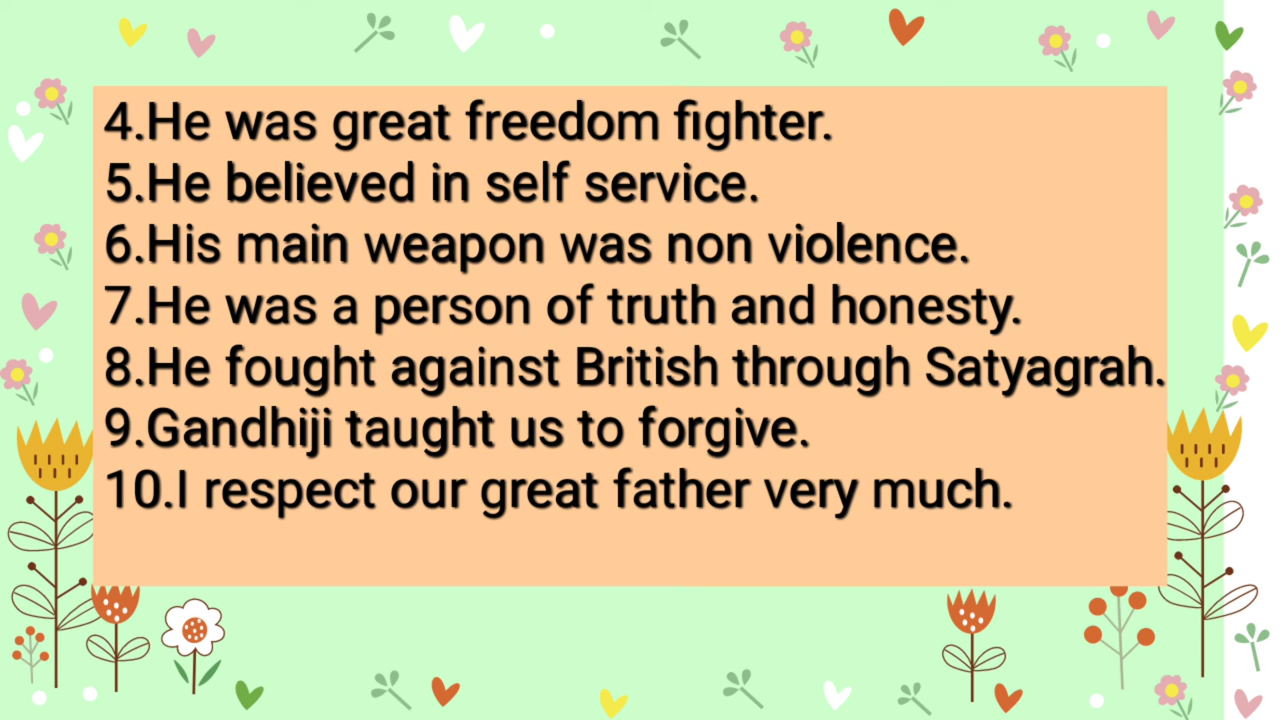 4.He was great freedom fighter.
5.He believed in self service.
6.His main weapon was non violence.
7.He was a person of truth and honesty.
8.He fought against British through Satyagrah.
9.Gandhiji taught us to forgive.
10.I respect our great father very much.